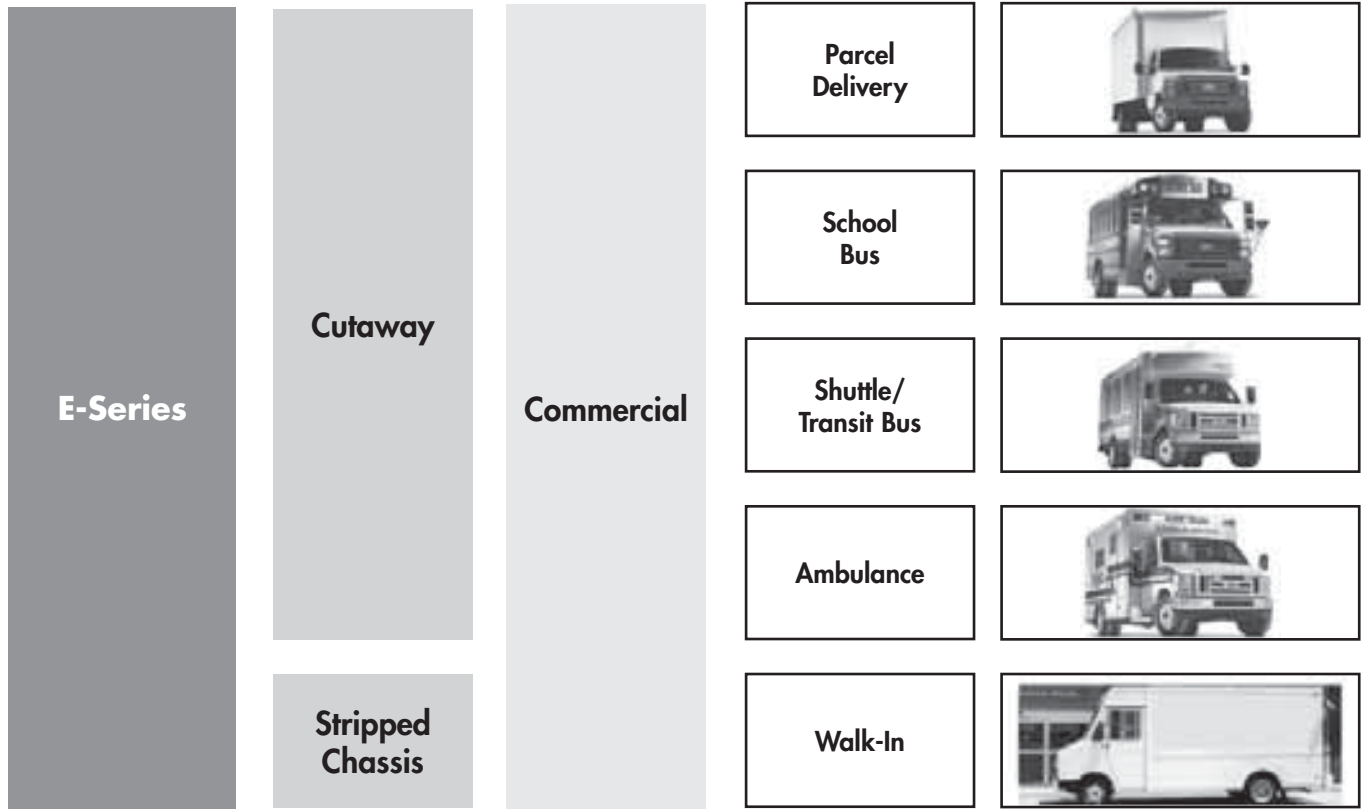 E-Series
Cutaway
Stripped
Chassis
Commercial
Parcel
Delivery
School
Bus
Shuttle/
Transit Bus
Ambulance
Walk-In